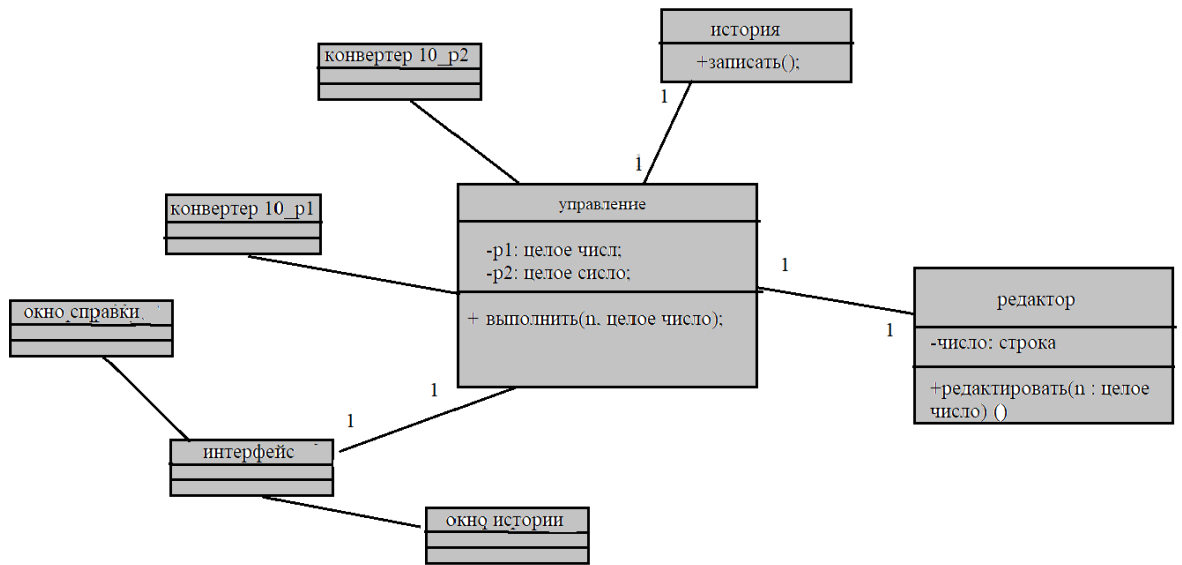 история
+записать();
конвертер 10_p2
1
1
конвертер 10_p1
управление
-p1: целое числ;
-p2: целое сисло;
+ выполнить(n, целое число);
1
1
редактор
-число: строка
+редактировать(n : целое
число) ()
окно справки
1
1
интерфейс
окно истории